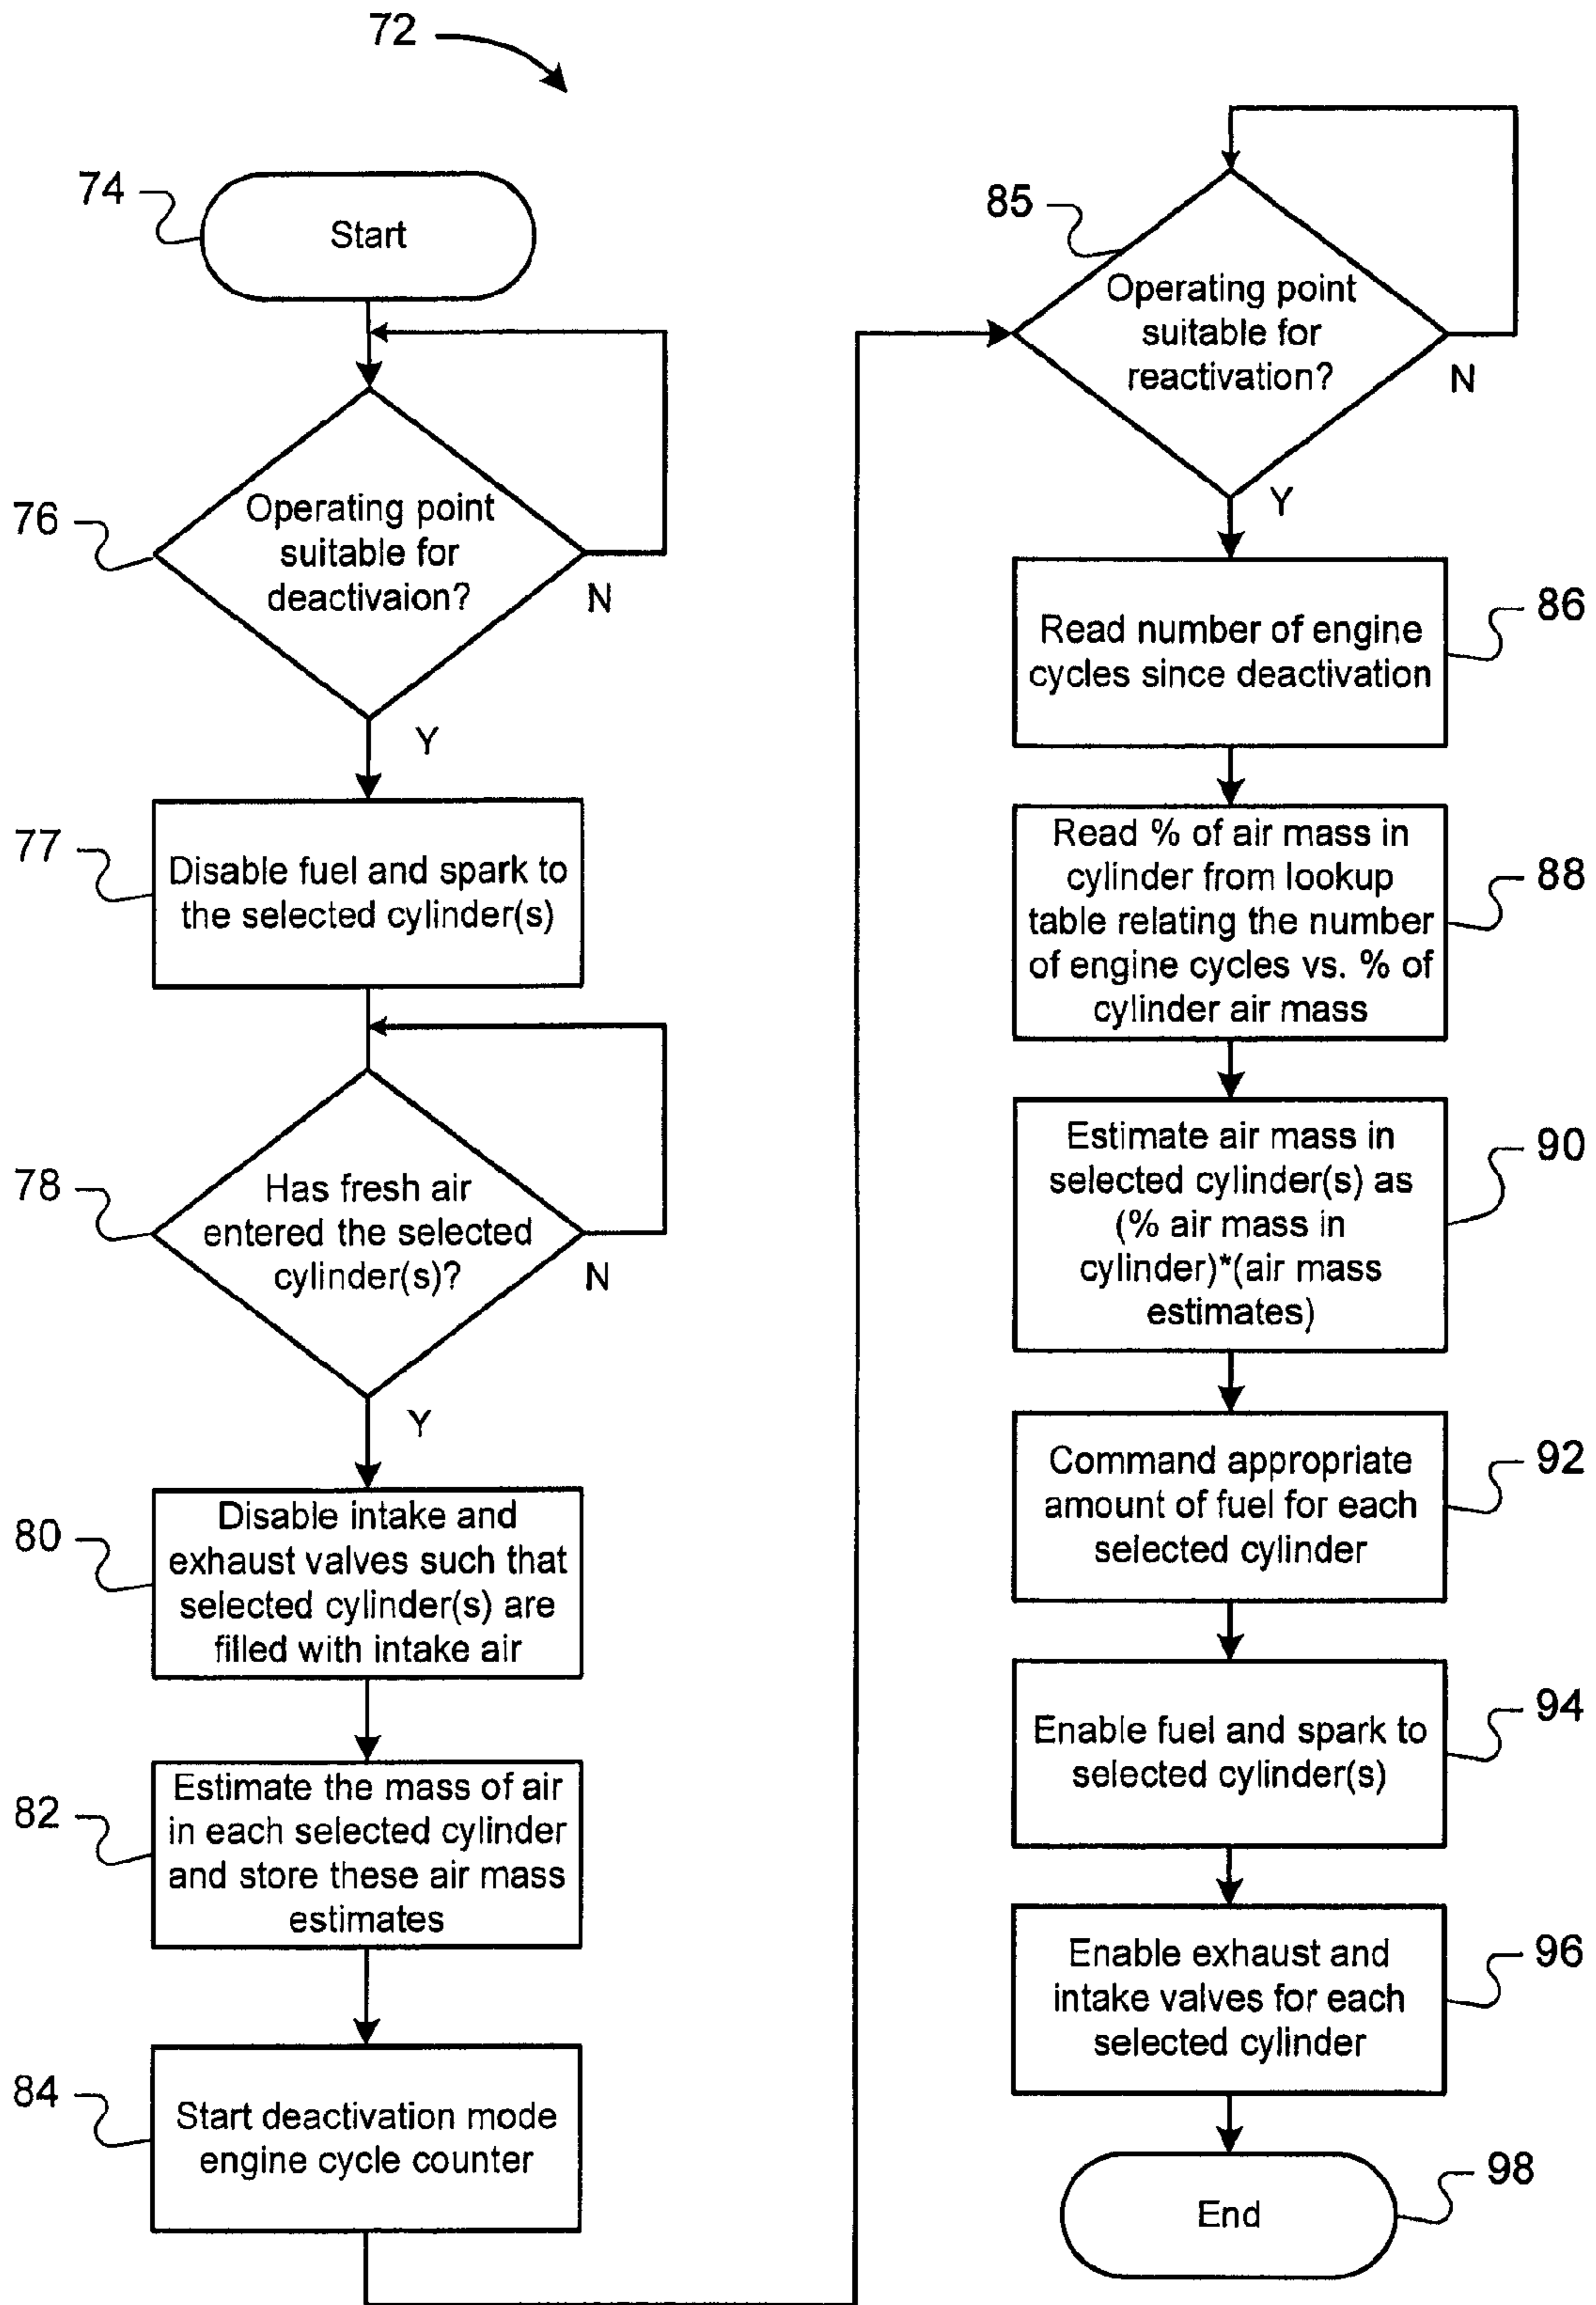 72
74
Start
76
Operating point
suitable for
deactivaion?
N
Y
77
Disable fuel and spark to
the selected cylinder(s)
78
Has fresh air
entered the selected
cylinder(s)?
N
Y
80
Disable intake and
exhaust valves such that
selected cylinder(s) are
filled with intake air
82
Estimate the mass of air
in each selected cylinder
and store these air mass
estimates
84
Start deactivation mode
engine cycle counter
85
Operating point
suitable for
reactivation?
N
Y
86
Read number of engine
cycles since deactivation
88
Read % of air mass in
cylinder from lookup
table relating the number
of engine cycles vs. % of
cylinder air mass
90
Estimate air mass in
selected cylinder(s) as
(% air mass in
cylinder)*(air mass
estimates)
92
Command appropriate
amount of fuel for each
selected cylinder
94
Enable fuel and spark to
selected cylinder(s)
96
Enable exhaust and
intake valves for each
selected cylinder
98
End